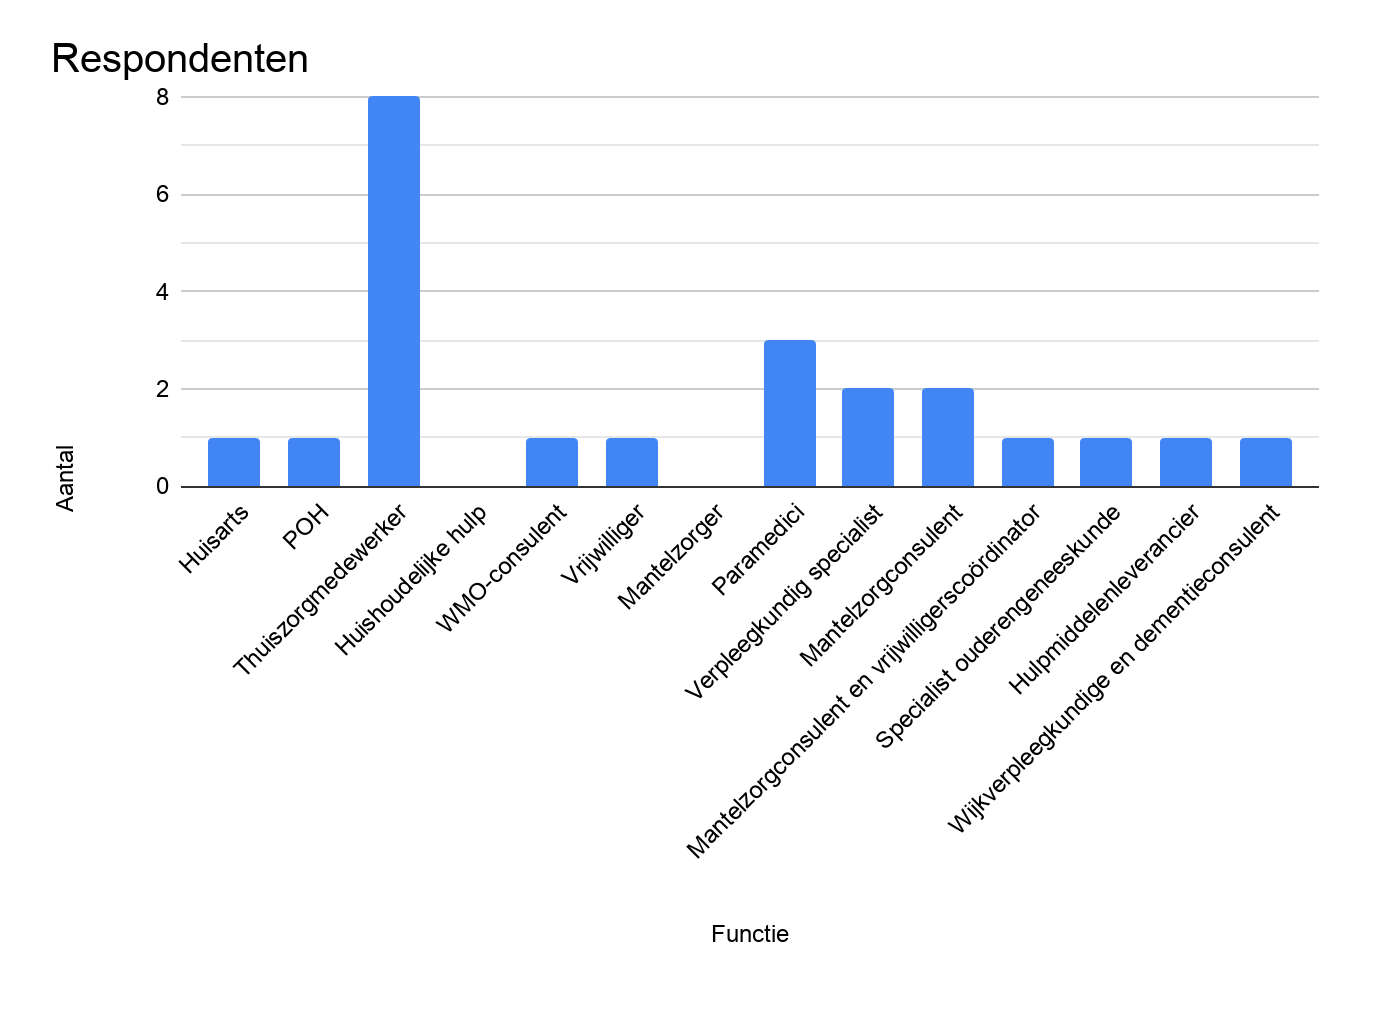 Respondenten
8
6
4
2
0
Aantal
Huisarts
POH
Thuiszorgmedewerker
Huishoudelijke hulp
WMO-consulent
Vrijwilliger
Mantelzorger
Paramedici
Verpleegkundig specialist
Mantelzorgconsulent
Mantelzorgconsulent en vrijwilligerscoördinator
Specialist ouderengeneeskunde
Hulpmiddelenleverancier
Wijkverpleegkundige en dementieconsulent
Functie